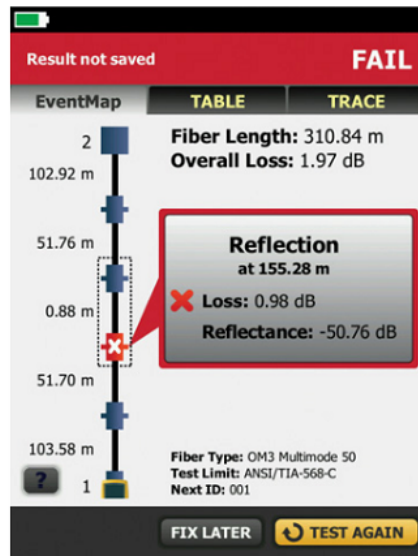 Result not saved
FAIL
EventMap
TABLE
TRACE
2
102.92 m
51.76 m
0.88 m
51.70 m
103.58 m
1
?
Fiber Length: 310.84 m
Overall Loss: 1.97 dB
Reflection
at 155.28 m
Loss: 0.98 dB
Reflectance: -50.76 dB
Fiber Type: OM3 Multimode 50
Test Limit: ANSI/TIA-568-C
Next ID: 001
FIX LATER
TEST AGAIN